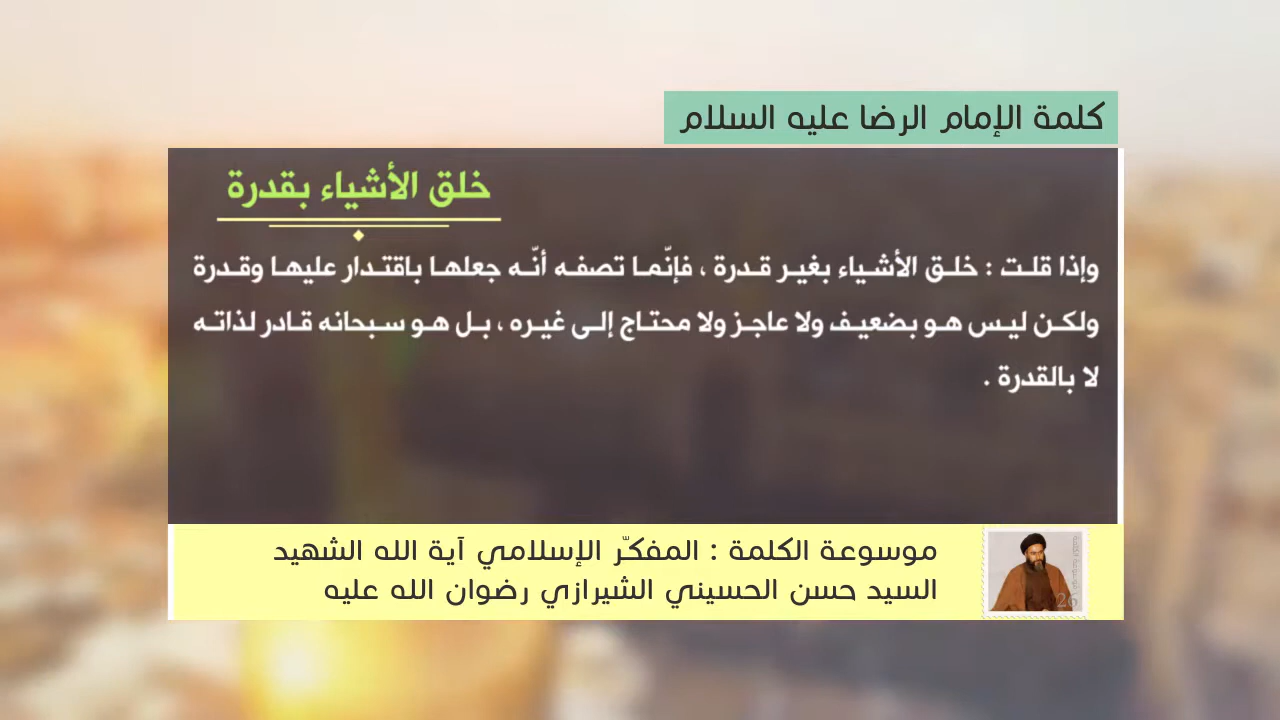 كلمة الإمام الرضا عليه السلام
خلق الأشياء بقدرة
وإذا قلت : خلق الأشياء بغير قدرة ، فإنّما تصفه أنّه جعلها باقتدار عليها وقدرة
ولكن ليس هو بضعيف ولا عاجز ولا محتاج إلى غيره ، بل هو سبحانه قادر لذاته
لا بالقدرة .
موسوعة الكلمة : المفكّر الإسلامي آية الله الشهيد
السيد حسن الحسيني الشيرازي رضوان الله عليه
26